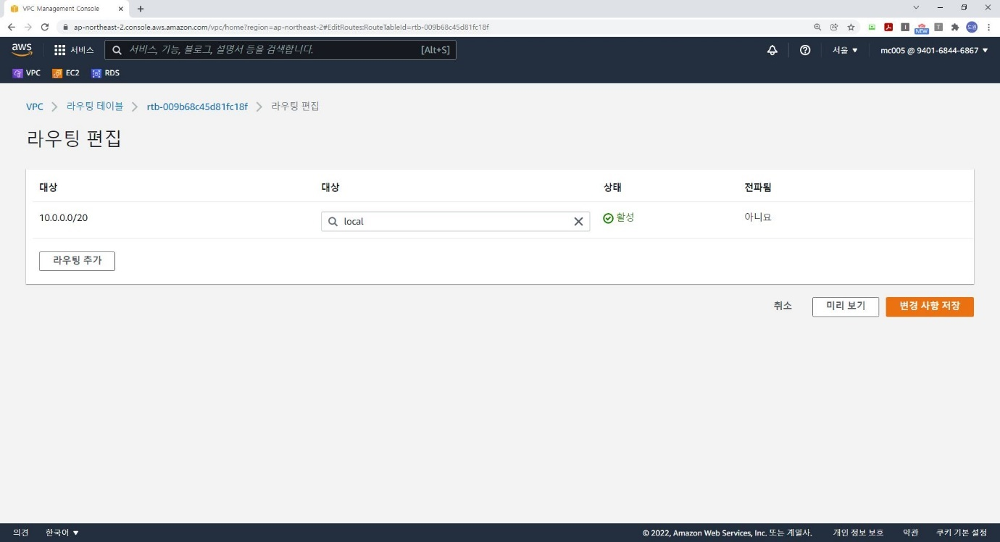 VPC Management Console
ap-northeast-2.console.aws.amazon.com/vpc/home?region=ap-northeast-2#EditRoutes:RouteTableId=rtb-009b68c45d81fc18f
NEW
도원
aws 서비스 서비스, 기능, 블로그, 설명서 등을 검색합니다. [Alt+S] 서울 mc005 @ 9401-6844-6867
VPC EC2 RDS
VPC 라우팅 테이블 rtb-009b68c45d81fc18f 라우팅 편집
라우팅 편집
대상 대상 상태 전파됨
10.0.0.0/20 local 활성 아니요
라우팅 추가
취소 미리 보기 변경 사항 저장
의견 한국어 © 2022, Amazon Web Services, Inc. 또는 계열사. 개인 정보 보호 약관 쿠키 기본 설정